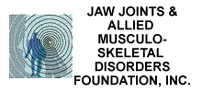 JAW JOINTS &
ALLIED
MUSCULO-
SKELETAL
DISORDERS
FOUNDATION, INC.